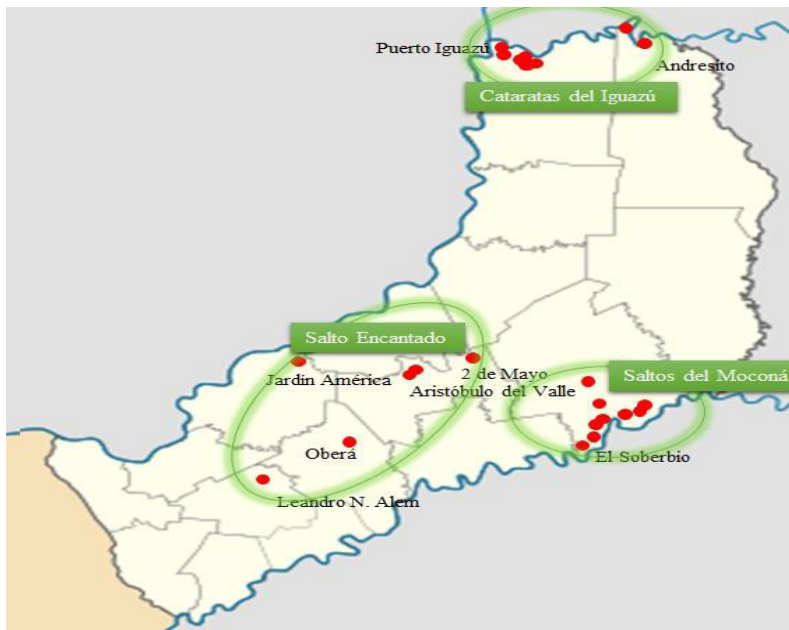 Puerto Iguazú
Andresito
Cataratas del Iguazú
Salto Encantado
Jardin América
2 de Mayo
Aristóbulo del Valle
Saltos del Moconá
Oberá
El Soberbio
Leandro N. Alem